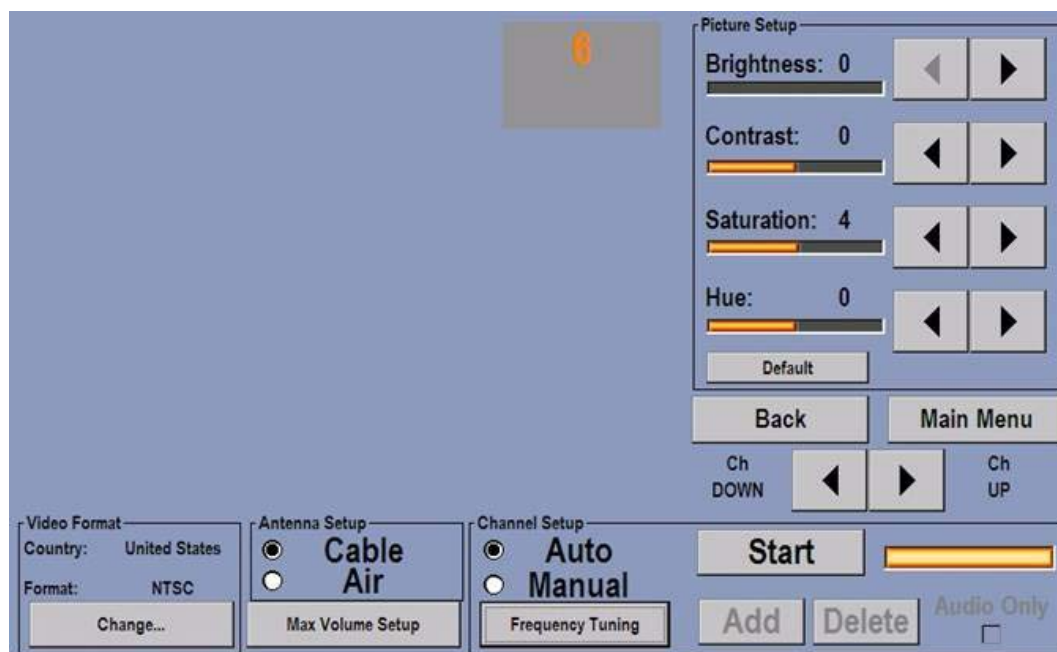 6
Picture Setup
Brightness: 0
Contrast: 0
Saturation: 4
Hue: 0
Default
Back
Main Menu
Ch DOWN
Ch UP
Video Format
Country: United States
Format: NTSC
Change...
Antenna Setup
Cable
Air
Max Volume Setup
Channel Setup
Auto
Manual
Frequency Tuning
Start
Add
Delete
Audio Only